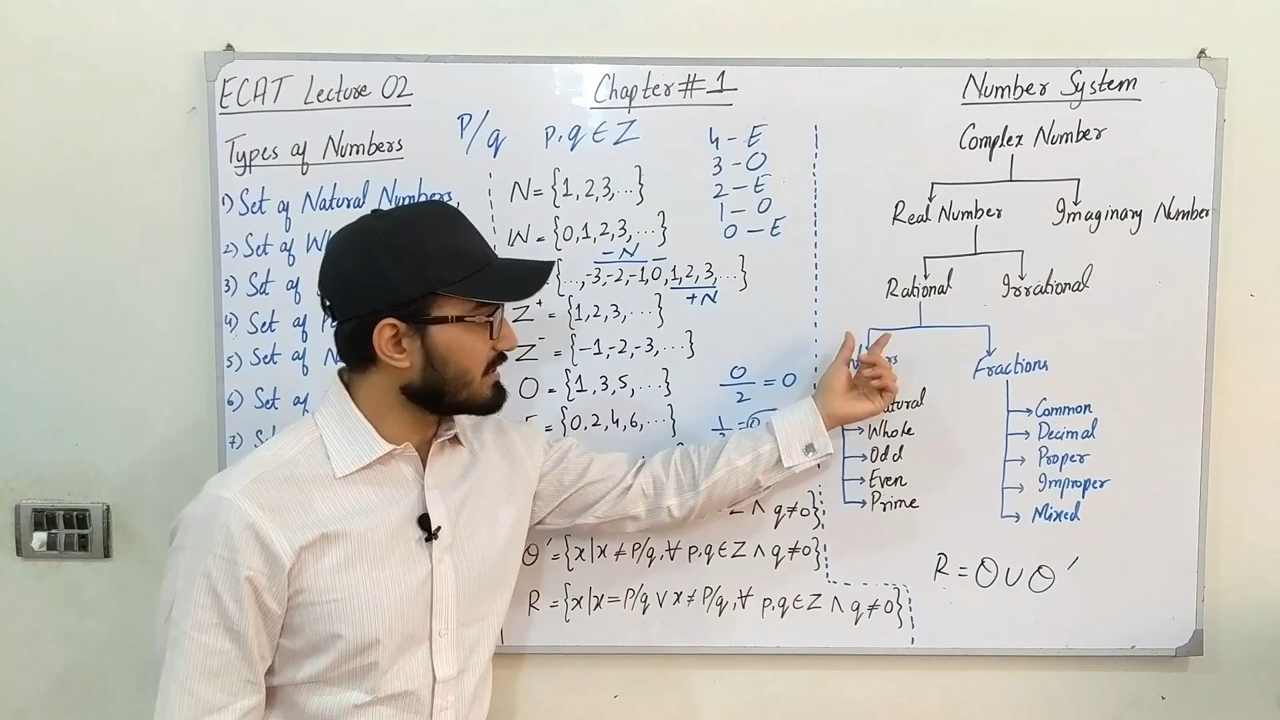 ECAT Lecture 02
Chapter # 1
Number System
Types of Numbers
1) Set of Natural Numbers,
2) Set of
3) Set of
4) Set of
5) Set of
6) Set of
7)
P/q p,q ∈ Z
N = {1,2,3,...}
W = {0,1,2,3,...}
-N
{...,-3,-2,-1,0,1,2,3,...}
+N
Z⁺ = {1,2,3,...}
Z⁻ = {-1,-2,-3,...}
O = {1,3,5,...}
= {0,2,4,6,...}
∧ q≠0}
Q' = {x|x ≠ P/q, ∀ p,q ∈ Z ∧ q≠0}
R = {x|x = P/q ∨ x ≠ P/q, ∀ p,q ∈ Z ∧ q≠0}
4 - E
3 - O
2 - E
1 - O
0 - E
0/2 = 0
Complex Number
Real Number Imaginary Number
Rational Irrational
Fractions
Whole
Odd
Even
Prime
Common
Decimal
Proper
Improper
Mixed
R = Q ∪ Q'